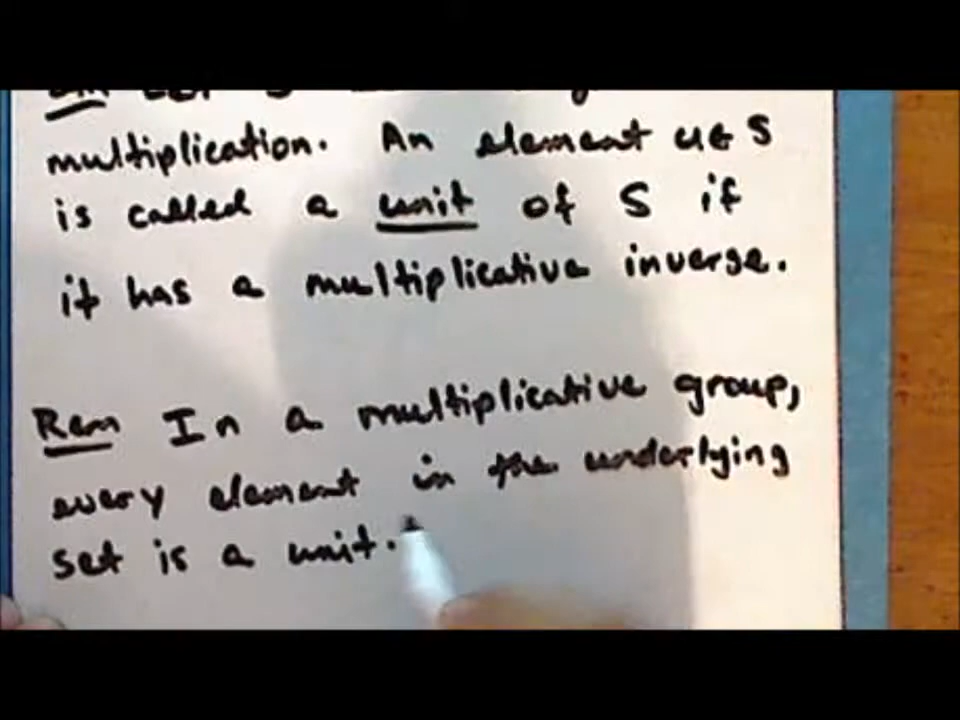 multiplication. An element u∈S
is called a unit of S if
it has a multiplicative inverse.
Rem In a multiplicative group,
every element in the underlying
set is a unit.